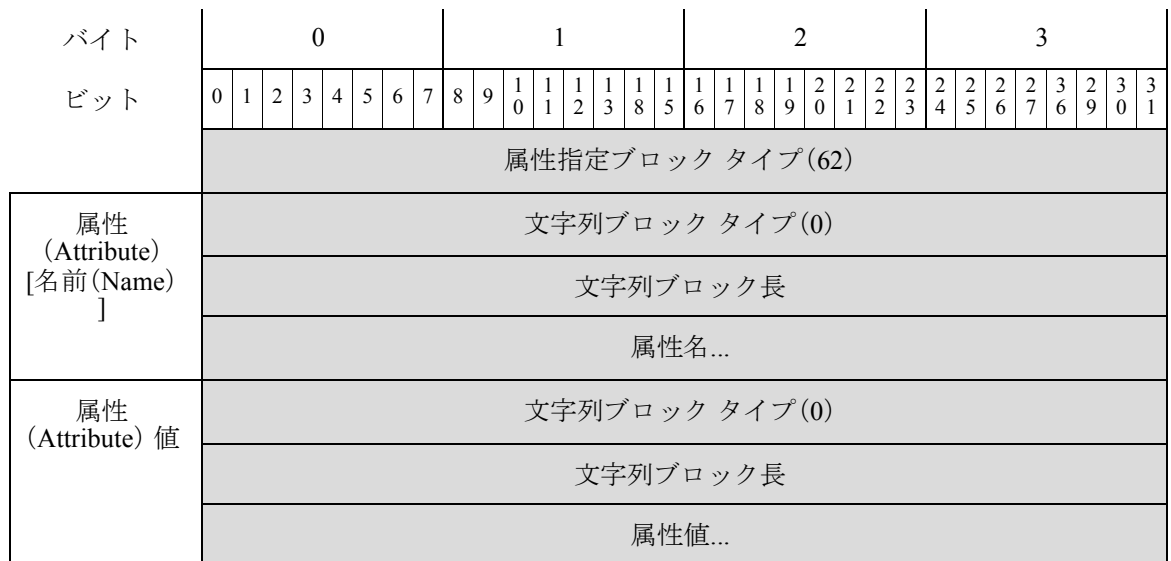 バイト 0 1 2 3
ビット 0 1 2 3 4 5 6 7 8 9 10 11 12 13 18 15 16 17 18 19 20 21 22 23 24 25 26 27 36 29 30 31
属性指定ブロック タイプ(62)
属性
(Attribute)
[名前(Name)
]
文字列ブロック タイプ(0)
文字列ブロック長
属性名...
属性
(Attribute) 値
文字列ブロック タイプ(0)
文字列ブロック長
属性値...